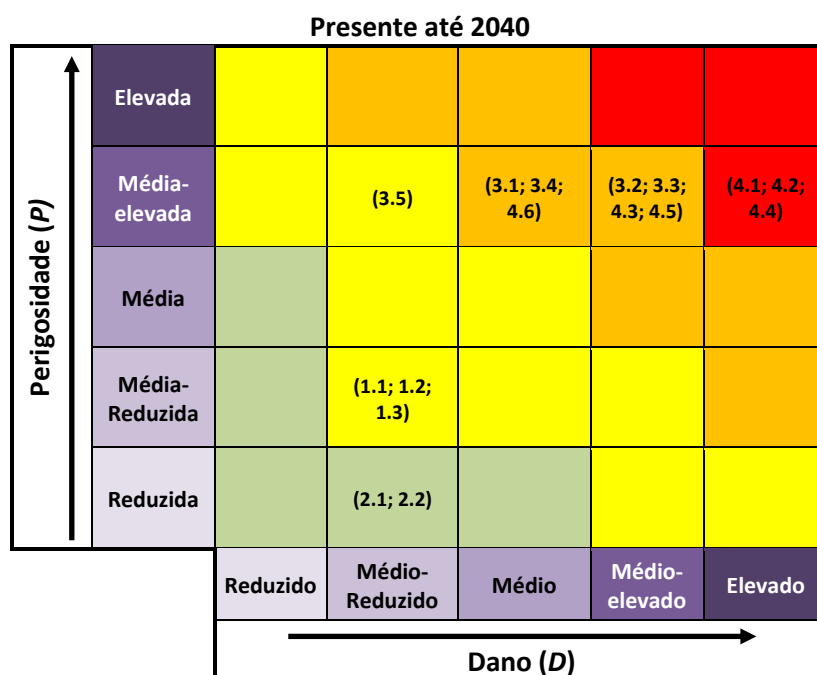 Presente até 2040
Perigosidade (P)
Elevada
Média-
elevada
(3.5)
(3.1; 3.4;
4.6)
(3.2; 3.3;
4.3; 4.5)
(4.1; 4.2;
4.4)
Média
Média-
Reduzida
(1.1; 1.2;
1.3)
Reduzida
(2.1; 2.2)
Reduzido
Médio-
Reduzido
Médio
Médio-
elevado
Elevado
Dano (D)